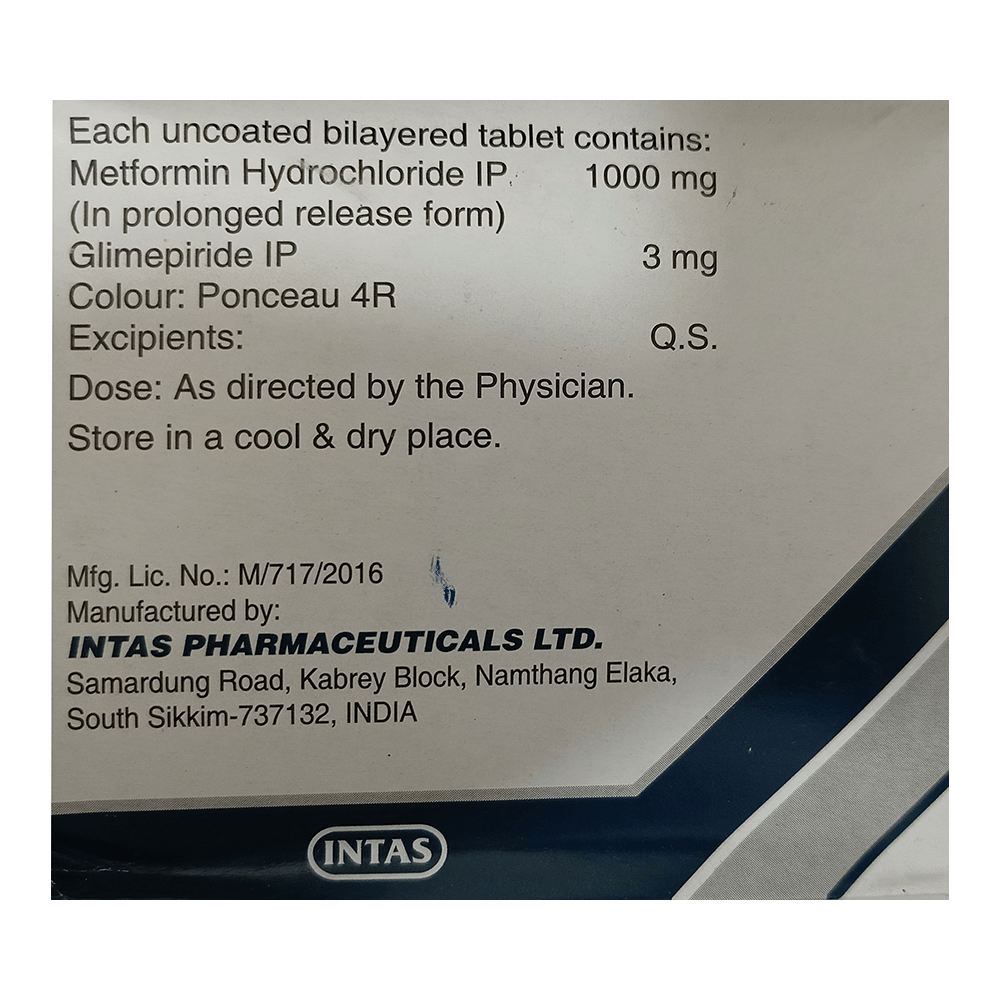 Each uncoated bilayered tablet contains:
Metformin Hydrochloride IP 1000 mg
(In prolonged release form)
Glimepiride IP 3 mg
Colour: Ponceau 4R
Excipients: Q.S.
Dose: As directed by the Physician.
Store in a cool & dry place.
Mfg. Lic. No.: M/717/2016
Manufactured by:
INTAS PHARMACEUTICALS LTD.
Samardung Road, Kabrey Block, Namthang Elaka,
South Sikkim-737132, INDIA
INTAS